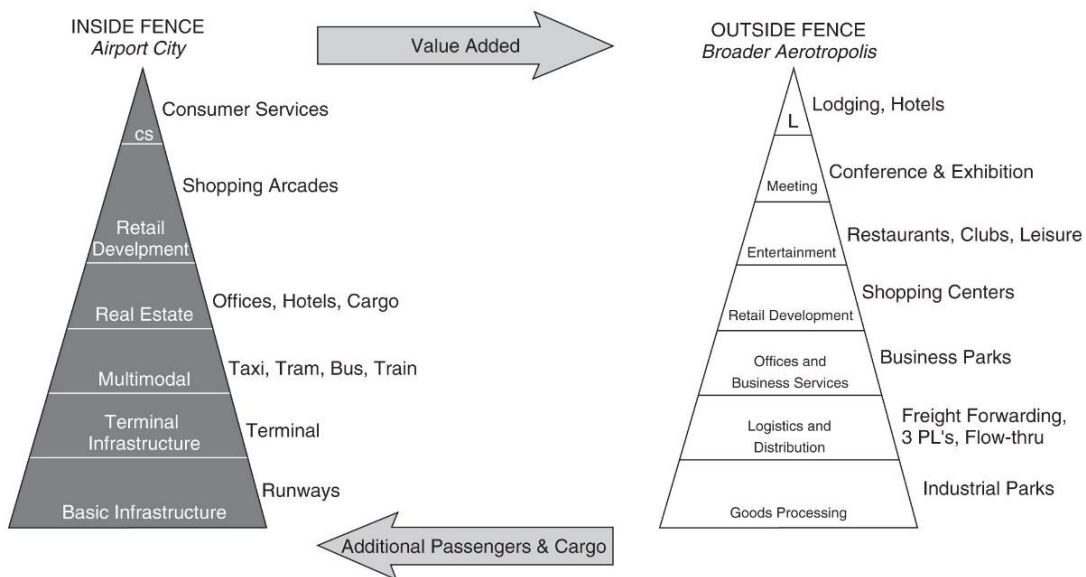 INSIDE FENCE
Airport City
Value Added
OUTSIDE FENCE
Broader Aerotropolis
Consumer Services
cs
Shopping Arcades
Retail
Develpment
Offices, Hotels, Cargo
Real Estate
Taxi, Tram, Bus, Train
Multimodal
Terminal
Infrastructure
Terminal
Runways
Basic Infrastructure
Lodging, Hotels
L
Conference & Exhibition
Meeting
Restaurants, Clubs, Leisure
Entertainment
Shopping Centers
Retail Development
Business Parks
Offices and
Business Services
Freight Forwarding,
3 PL's, Flow-thru
Logistics and
Distribution
Industrial Parks
Goods Processing
Additional Passengers & Cargo